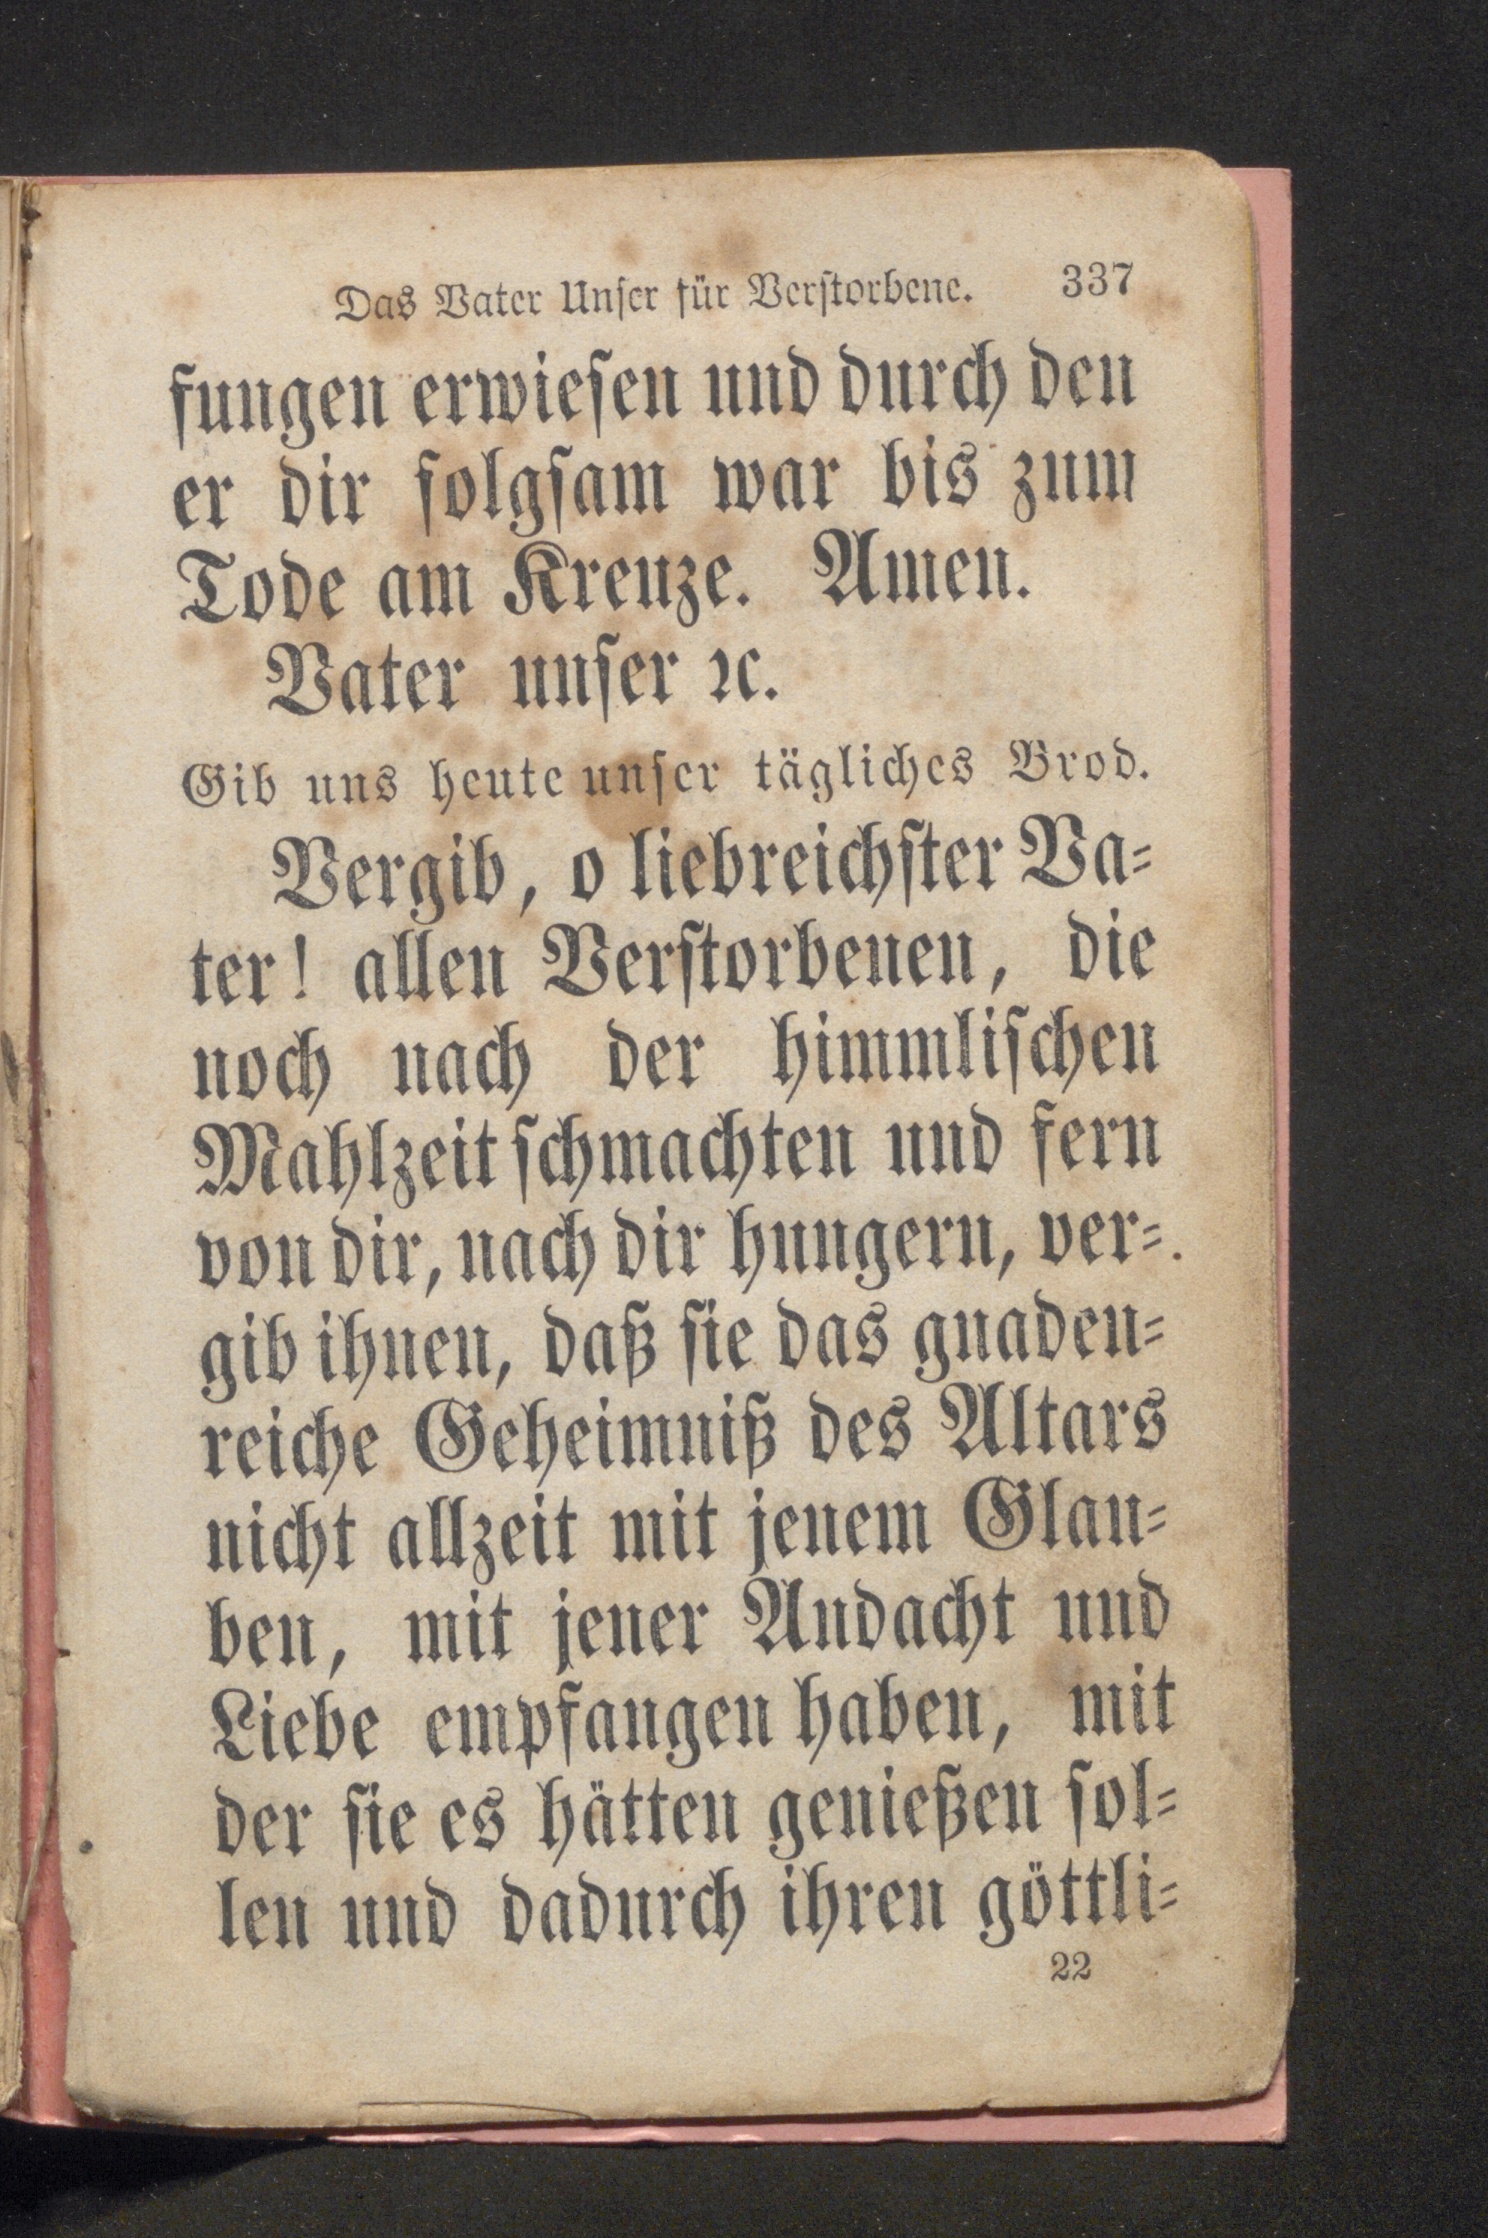 Das Vater Unſer für Verſtorbene. 337
fungen erwieſen und durch den
er dir folgſam war bis zum
Tode am Kreuze. Amen.
Vater unſer ꝛc.
Gib uns heute unſer tägliches Brod.
Vergib, o liebreichſter Va⸗
ter! allen Verſtorbenen, die
noch nach der himmliſchen
Mahlzeit ſchmachten und fern
von dir, nach dir hungern, ver⸗
gib ihnen, daß ſie das gnaden⸗
reiche Geheimniß des Altars
nicht allzeit mit jenem Glau⸗
ben, mit jener Andacht und
Liebe empfangen haben, mit
der ſie es hätten genießen ſol⸗
len und dadurch ihren göttli⸗
22